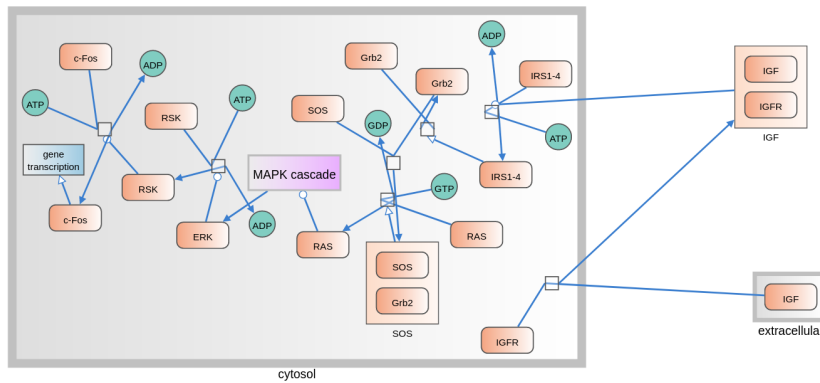 c-Fos
ADP
ATP
gene
transcription
c-Fos
RSK
RSK
ATP
ERK
ADP
MAPK cascade
SOS
Grb2
Grb2
GDP
GTP
RAS
RAS
SOS
Grb2
SOS
ADP
IRS1-4
ATP
IRS1-4
IGFR
cytosol
IGF
IGFR
IGF
IGF
extracellula